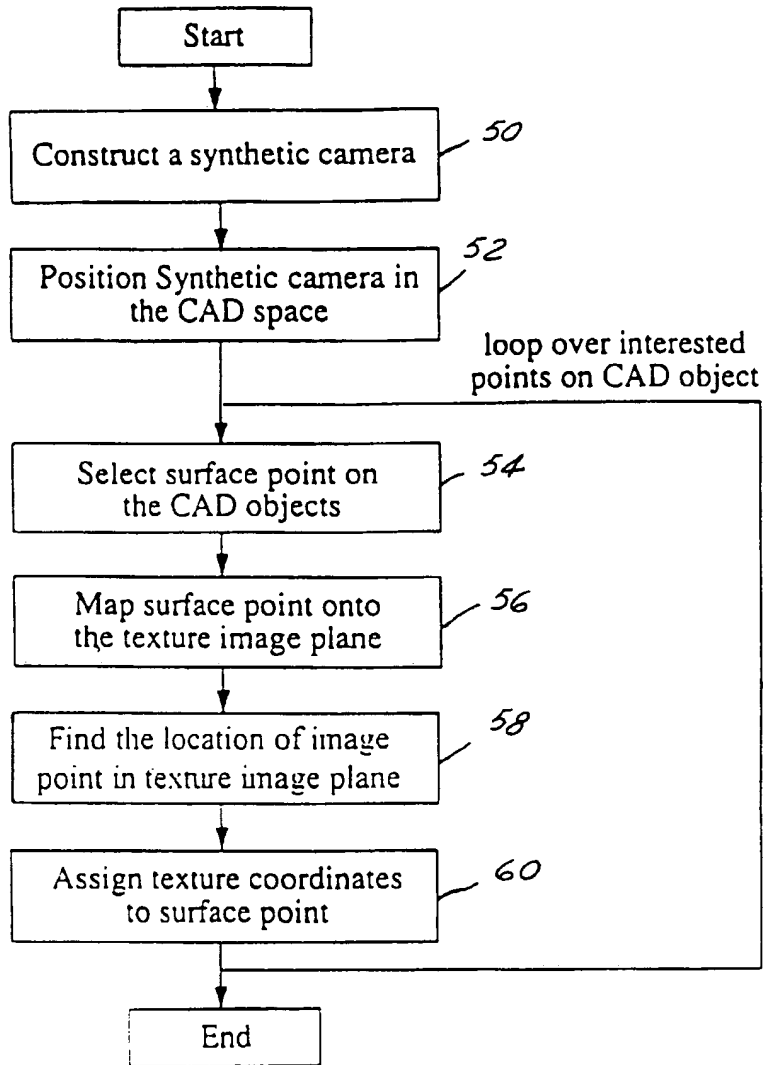 Start
Construct a synthetic camera
50
Position Synthetic camera in
the CAD space
52
loop over interested
points on CAD object
Select surface point on
the CAD objects
54
Map surface point onto
the texture image plane
56
Find the location of image
point in texture image plane
58
Assign texture coordinates
to surface point
60
End